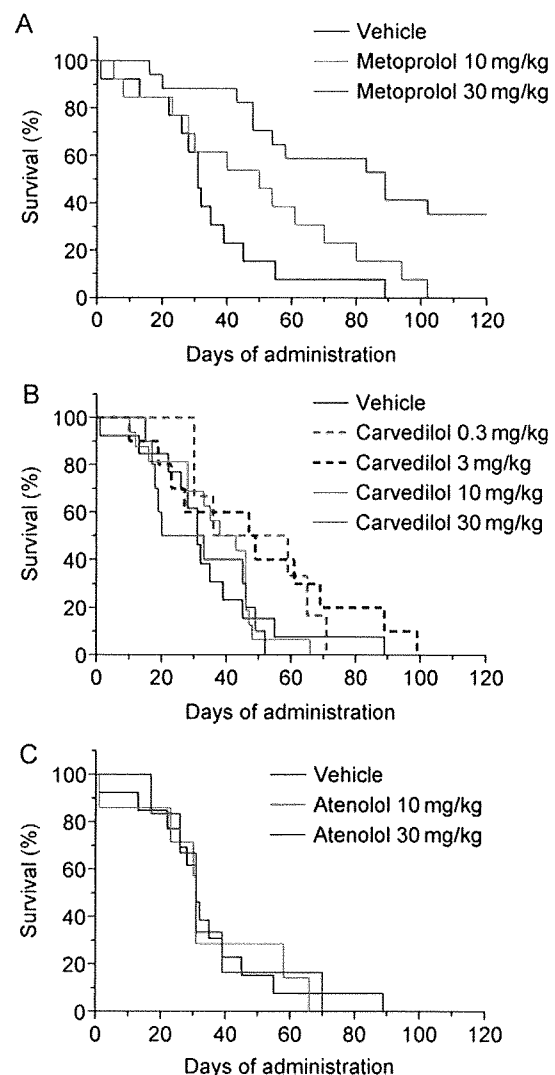 A
Vehicle
Metoprolol 10 mg/kg
Metoprolol 30 mg/kg
Survival (%)
100
80
60
40
20
0
0 20 40 60 80 100 120
Days of administration
B
Vehicle
Carvedilol 0.3 mg/kg
Carvedilol 3 mg/kg
Carvedilol 10 mg/kg
Carvedilol 30 mg/kg
Survival (%)
100
80
60
40
20
0
0 20 40 60 80 100 120
Days of administration
C
Vehicle
Atenolol 10 mg/kg
Atenolol 30 mg/kg
Survival (%)
100
80
60
40
20
0
0 20 40 60 80 100 120
Days of administration